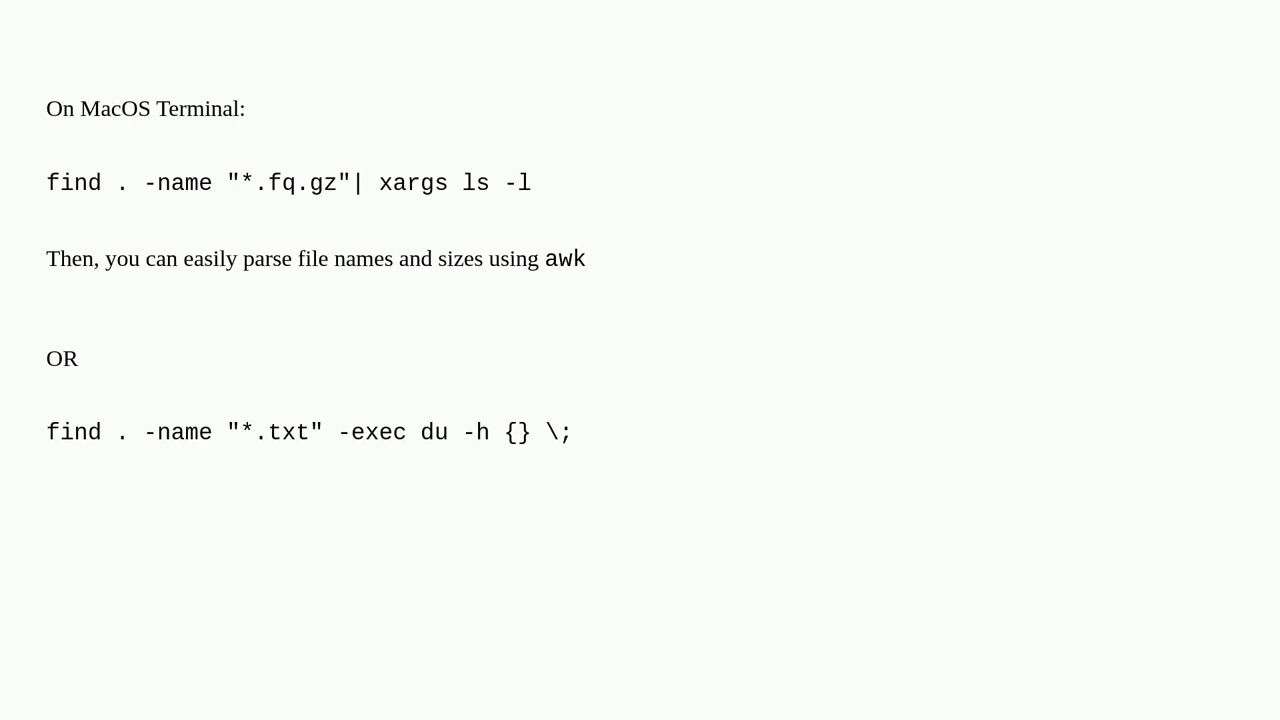 On MacOS Terminal:
find . -name "*.fq.gz"| xargs ls -l
Then, you can easily parse file names and sizes using awk
OR
find . -name "*.txt" -exec du -h {} \;